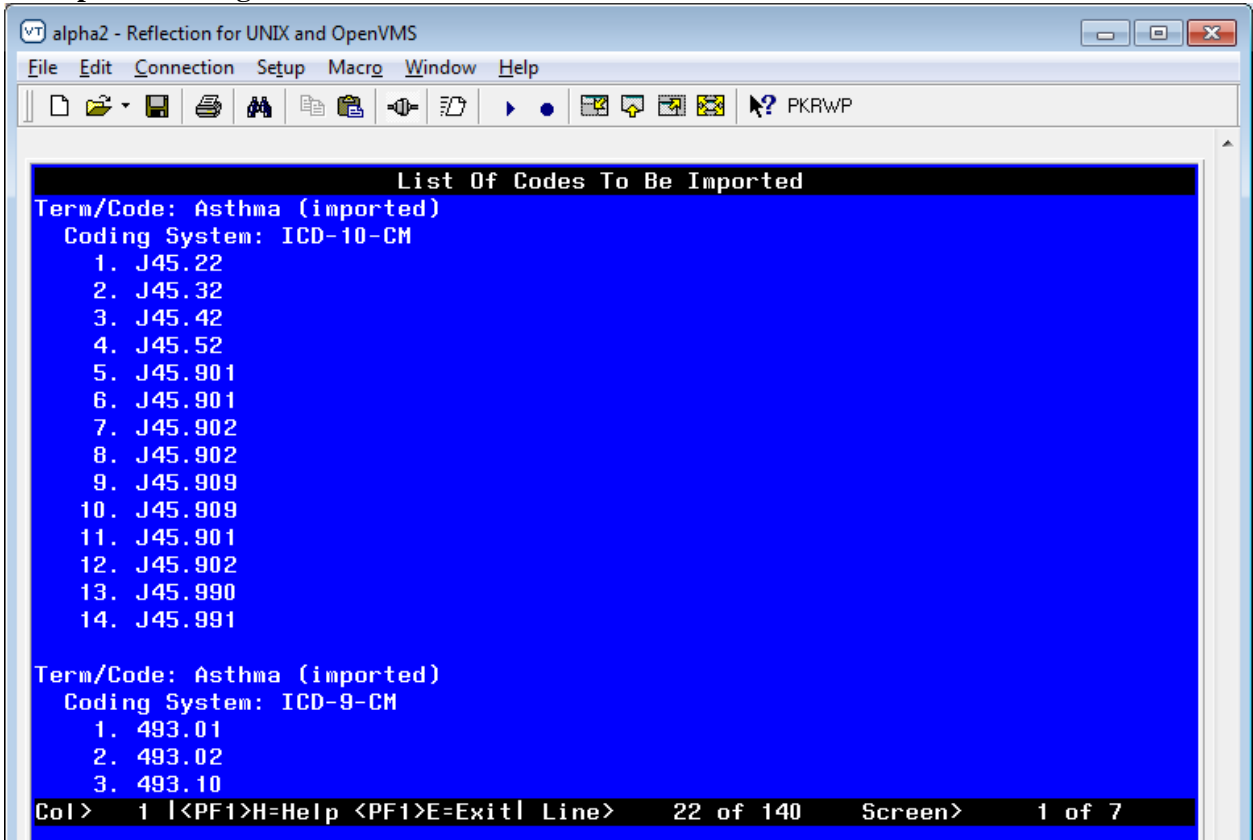 alpha2 - Reflection for UNIX and OpenVMS
File Edit Connection Setup Macro Window Help
PKRWP
List Of Codes To Be Imported
Term/Code: Asthma (imported)
Coding System: ICD-10-CM
1. J45.22
2. J45.32
3. J45.42
4. J45.52
5. J45.901
6. J45.901
7. J45.902
8. J45.902
9. J45.909
10. J45.909
11. J45.901
12. J45.902
13. J45.990
14. J45.991
Term/Code: Asthma (imported)
Coding System: ICD-9-CM
1. 493.01
2. 493.02
3. 493.10
Col> 1 |<PF1>H=Help <PF1>E=Exit| Line> 22 of 140 Screen> 1 of 7